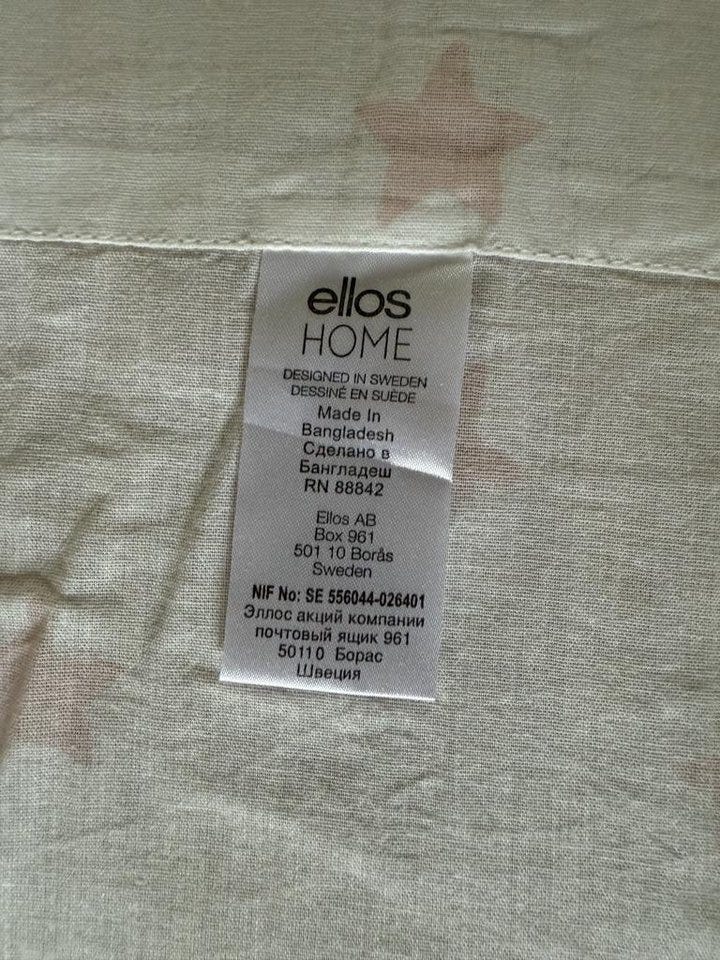 ellos
HOME
DESIGNED IN SWEDEN
DESSINÉ EN SUÈDE
Made In
Bangladesh
Сделано в
Бангладеш
RN 88842
Ellos AB
Box 961
501 10 Borås
Sweden
NIF No: SE 556044-026401
Эллос акций компании
почтовый ящик 961
50110 Борас
Швеция